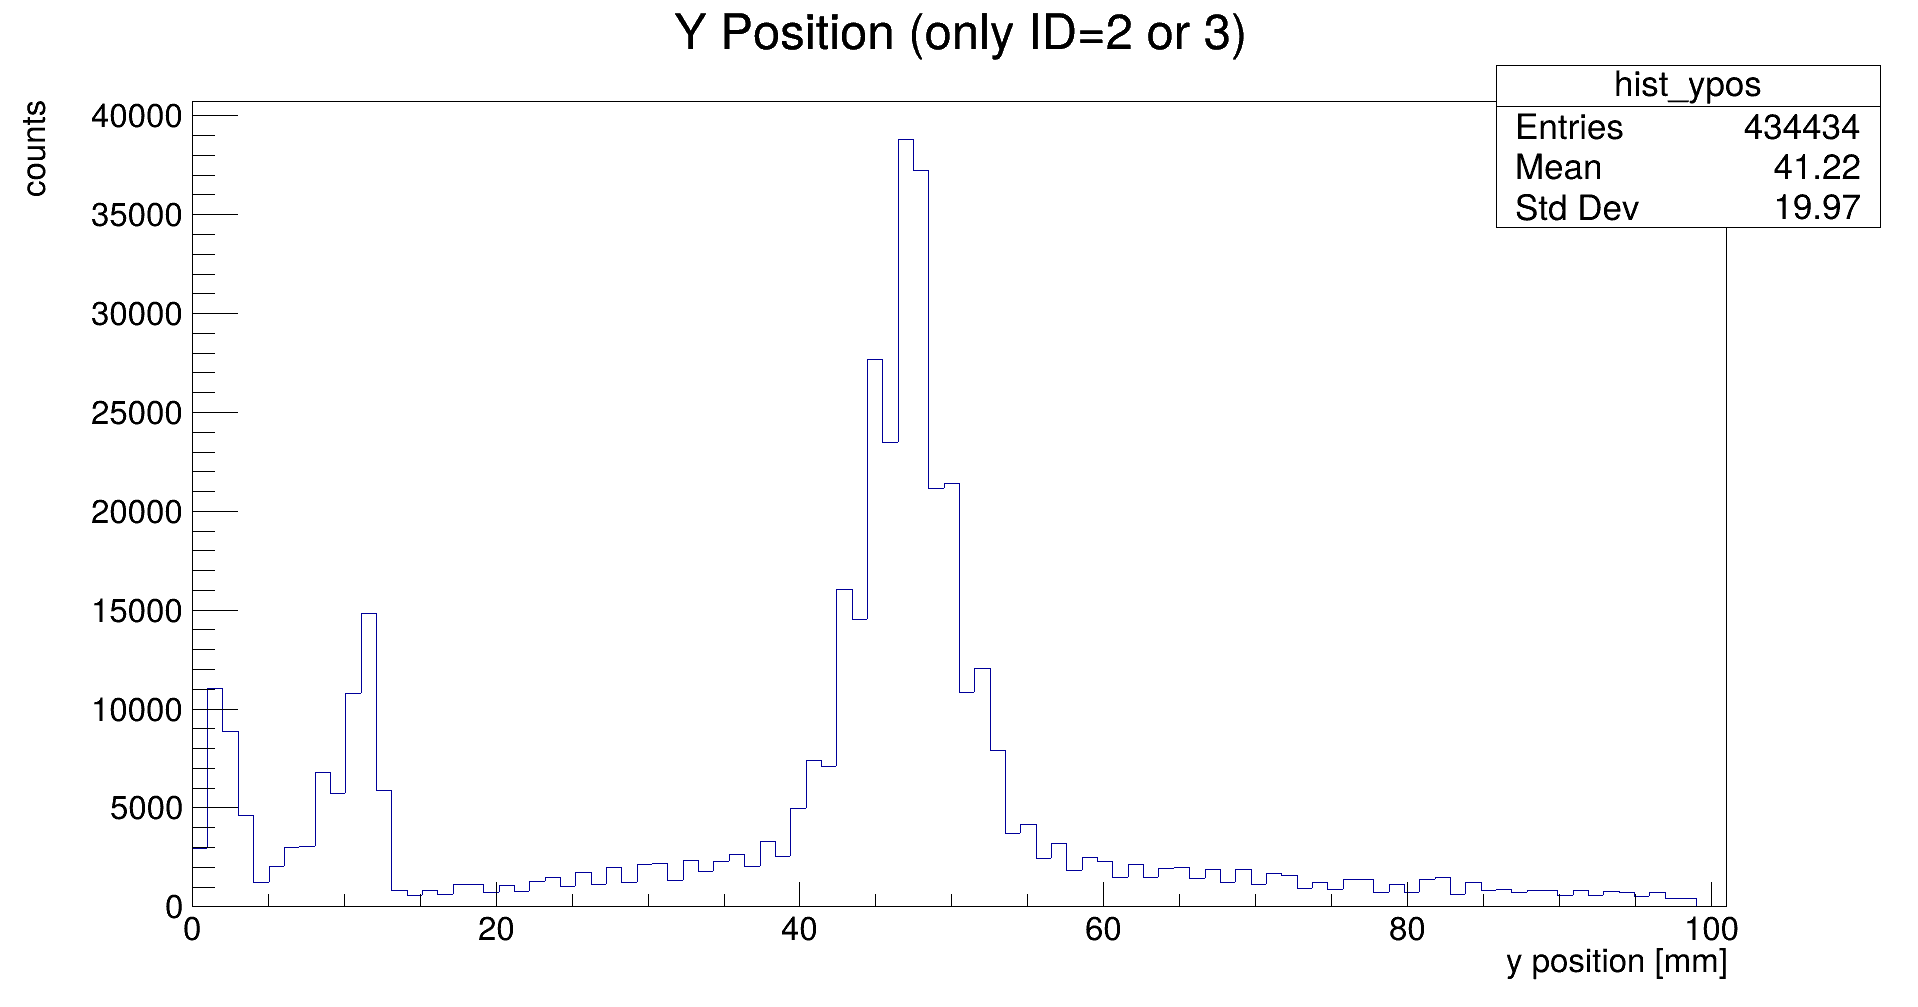 Y Position (only ID=2 or 3)
hist_ypos
Entries 434434
Mean 41.22
Std Dev 19.97
counts
40000
35000
30000
25000
20000
15000
10000
5000
0
0 20 40 60 80 100
y position [mm]